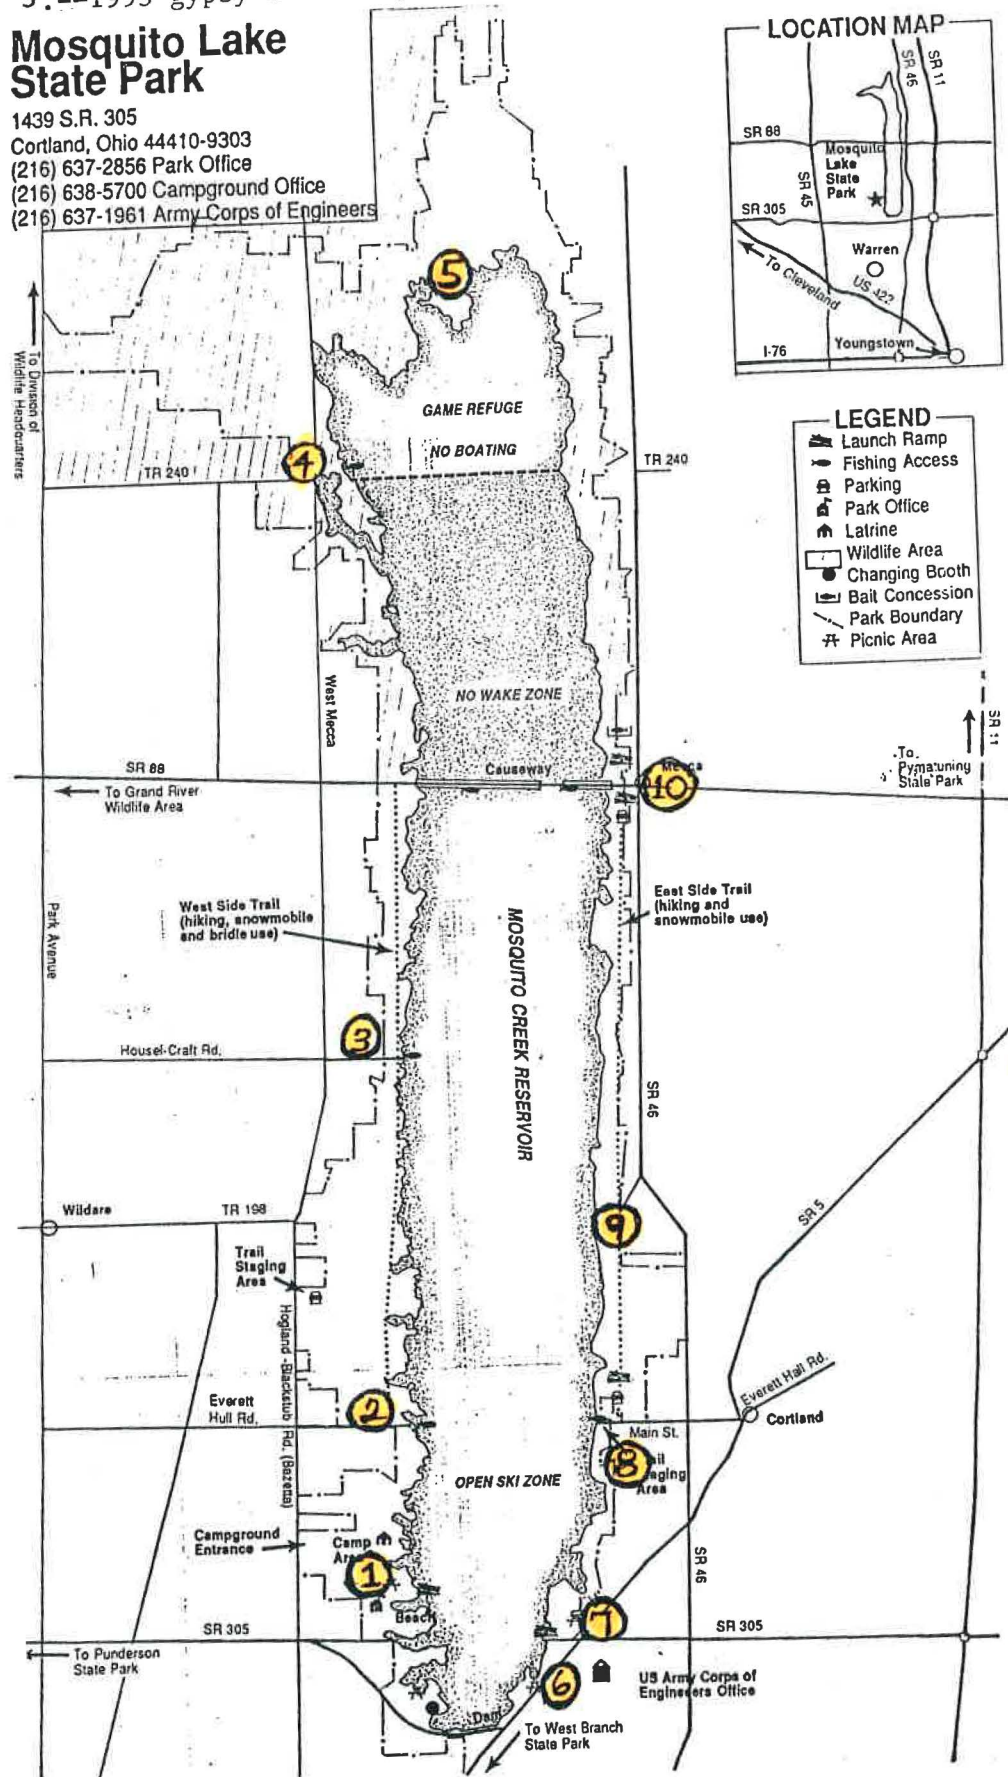 1993 gypsy
Mosquito Lake
State Park
1439 S.R. 305
Cortland, Ohio 44410-9303
(216) 637-2856 Park Office
(216) 638-5700 Campground Office
(216) 637-1961 Army Corps of Engineers
LOCATION MAP
SR 46
SR 11
SR 88
Mosquito
Lake
State
Park
SR 45
SR 305
Warren
To Cleveland
US 422
Youngstown
I-76
LEGEND
Launch Ramp
Fishing Access
Parking
Park Office
Latrine
Wildlife Area
Changing Booth
Bait Concession
Park Boundary
Picnic Area
5
To Division of
Wildlife Headquarters
GAME REFUGE
NO BOATING
4
TR 240
TR 240
West Mecca
NO WAKE ZONE
SR 11
To
Pymatuning
State Park
SR 88
Causeway
Mecca
10
To Grand River
Wildlife Area
Park Avenue
West Side Trail
(hiking, snowmobile
and bridle use)
East Side Trail
(hiking and
snowmobile use)
MOSQUITO CREEK RESERVOIR
3
Housel-Craft Rd.
SR 46
Wildare
TR 198
9
SR 5
Trail
Staging
Area
Hogland-Blackstub Rd. (Bazetta)
Everett
Hull Rd.
2
Everett Hall Rd.
Cortland
Main St.
8
ail
aging
Area
OPEN SKI ZONE
Campground
Entrance
Camp
Are
1
Beach
SR 46
7
SR 305
SR 305
To Punderson
State Park
6
US Army Corps of
Engineers Office
Dam
To West Branch
State Park